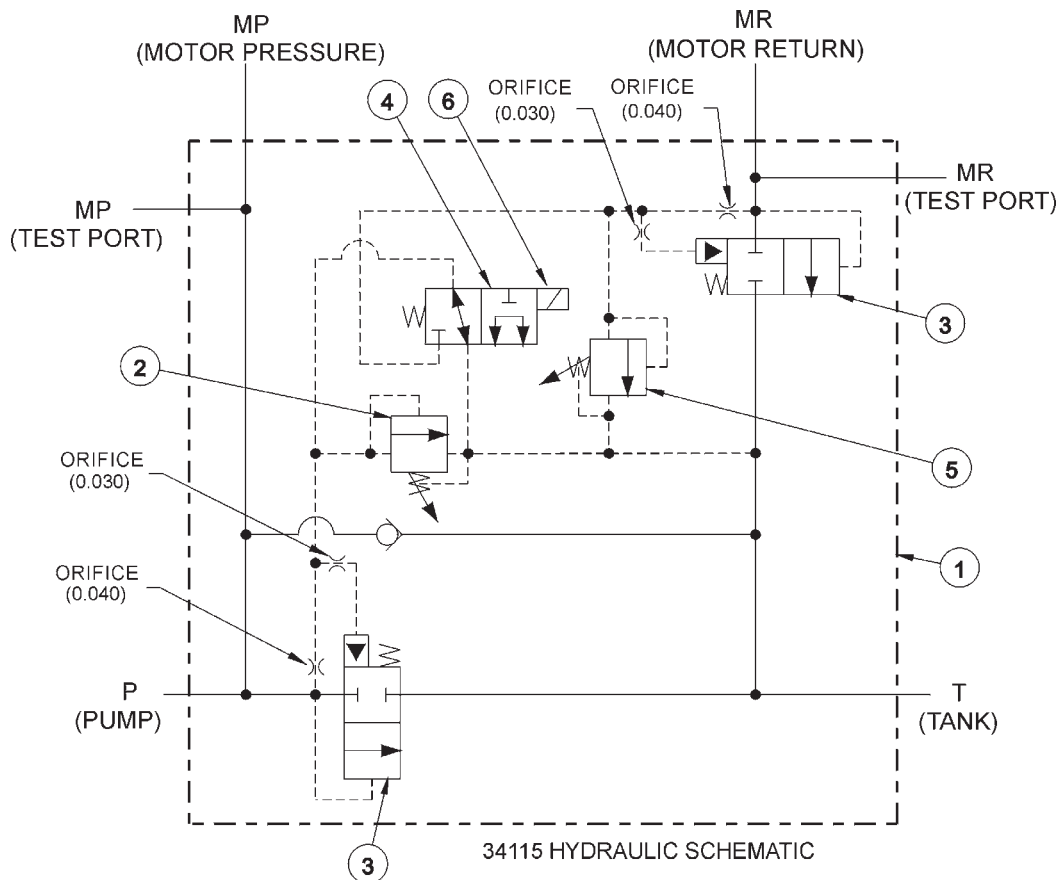 MP
(MOTOR PRESSURE)
MR
(MOTOR RETURN)
4
6
ORIFICE
(0.030)
ORIFICE
(0.040)
MP
(TEST PORT)
MR
(TEST PORT)
3
2
5
ORIFICE
(0.030)
ORIFICE
(0.040)
1
P
(PUMP)
T
(TANK)
3
34115 HYDRAULIC SCHEMATIC